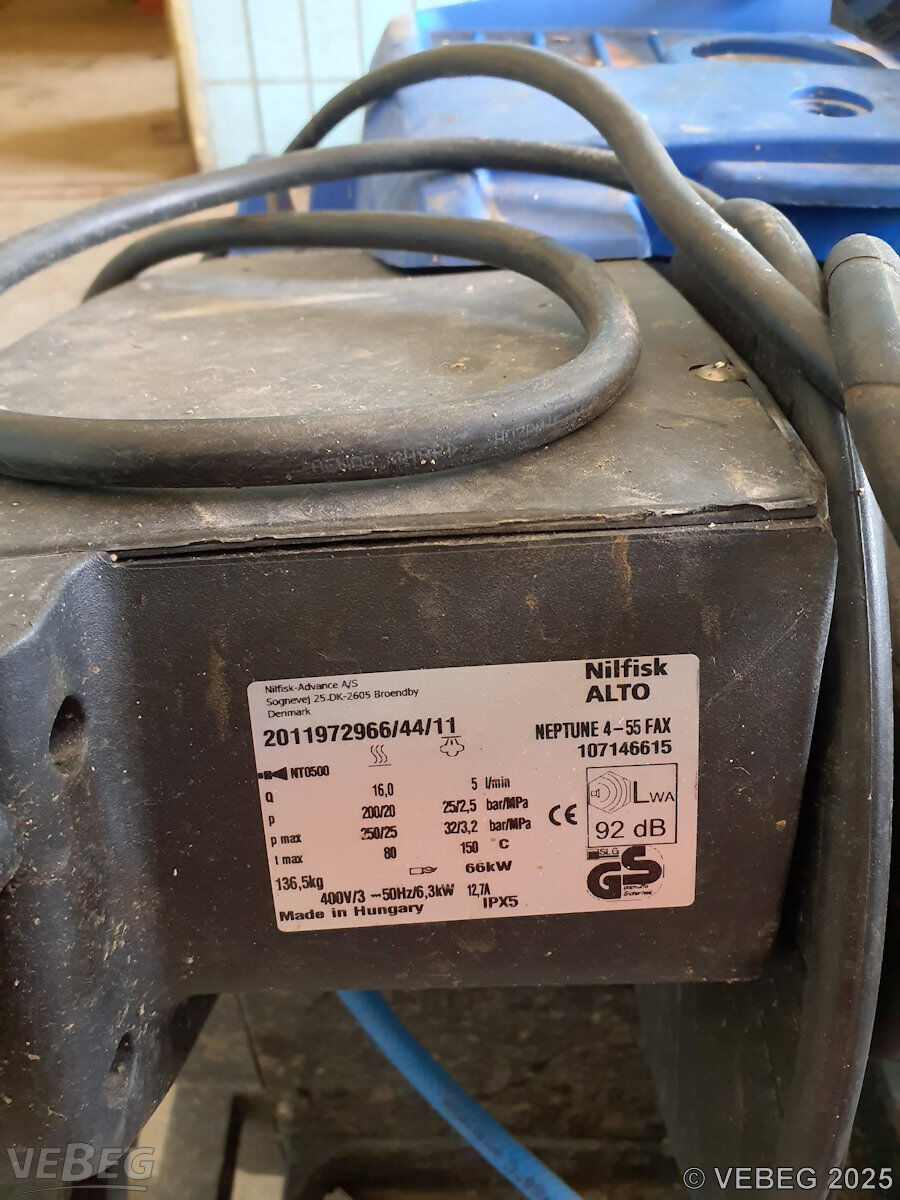 Nilfisk-Advance A/S
Sognevej 25-DK-2605 Broendby
Denmark
Nilfisk
ALTO
2011972966/44/11
NEPTUNE 4-55 FAX
107146615
NT0500
Q 16,0 5 l/min
p 200/20 25/2,5 bar/MPa
p max 250/25 32/3,2 bar/MPa
t max 80 150 °C
66kW
136,5kg
400V/3 ~50Hz/6,3kW 12,7A
IPX5
Made in Hungary
CE
LWA
92 dB
SLG
GS
VEBEG
© VEBEG 2025